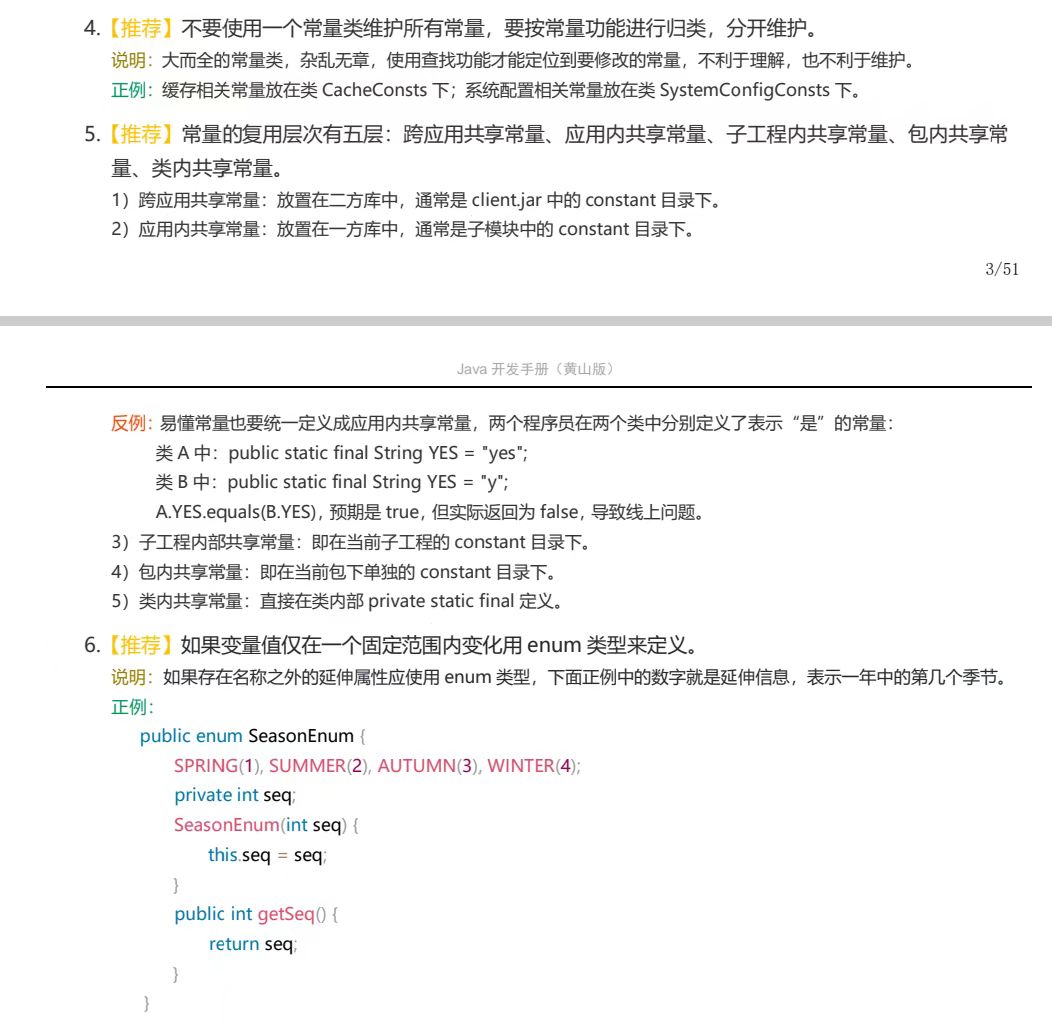 4.【推荐】不要使用一个常量类维护所有常量，要按常量功能进行归类，分开维护。
说明：大而全的常量类，杂乱无章，使用查找功能才能定位到要修改的常量，不利于理解，也不利于维护。
正例：缓存相关常量放在类 CacheConsts 下；系统配置相关常量放在类 SystemConfigConsts 下。
5.【推荐】常量的复用层次有五层：跨应用共享常量、应用内共享常量、子工程内共享常量、包内共享常
量、类内共享常量。
1）跨应用共享常量：放置在二方库中，通常是 client.jar 中的 constant 目录下。
2）应用内共享常量：放置在一方库中，通常是子模块中的 constant 目录下。
3/51
Java 开发手册（黄山版）
反例：易懂常量也要统一定义成应用内共享常量，两个程序员在两个类中分别定义了表示“是”的常量：
类 A 中：public static final String YES = "yes";
类 B 中：public static final String YES = "y";
A.YES.equals(B.YES)，预期是 true，但实际返回为 false，导致线上问题。
3）子工程内部共享常量：即在当前子工程的 constant 目录下。
4）包内共享常量：即在当前包下单独的 constant 目录下。
5）类内共享常量：直接在类内部 private static final 定义。
6.【推荐】如果变量值仅在一个固定范围内变化用 enum 类型来定义。
说明：如果存在名称之外的延伸属性应使用 enum 类型，下面正例中的数字就是延伸信息，表示一年中的第几个季节。
正例：
public enum SeasonEnum {
SPRING(1), SUMMER(2), AUTUMN(3), WINTER(4);
private int seq;
SeasonEnum(int seq) {
this.seq = seq;
}
public int getSeq() {
return seq;
}
}